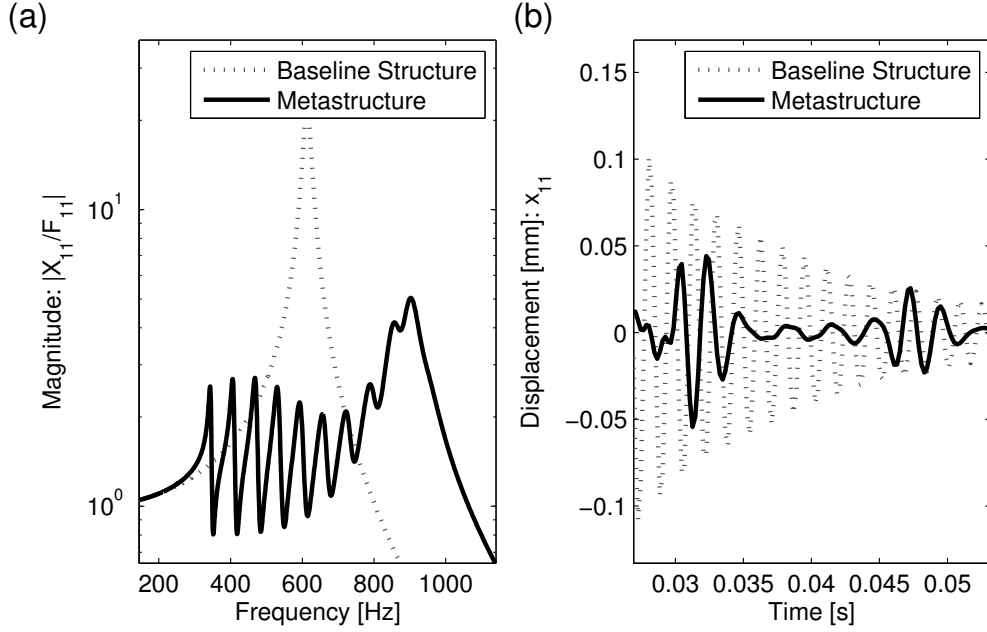 (a)
Baseline Structure
Metastructure
Magnitude: |X11/F11|
10^1
10^0
200 400 600 800 1000
Frequency [Hz]
(b)
Baseline Structure
Metastructure
Displacement [mm]: x11
0.15
0.1
0.05
0
−0.05
−0.1
0.03 0.035 0.04 0.045 0.05
Time [s]